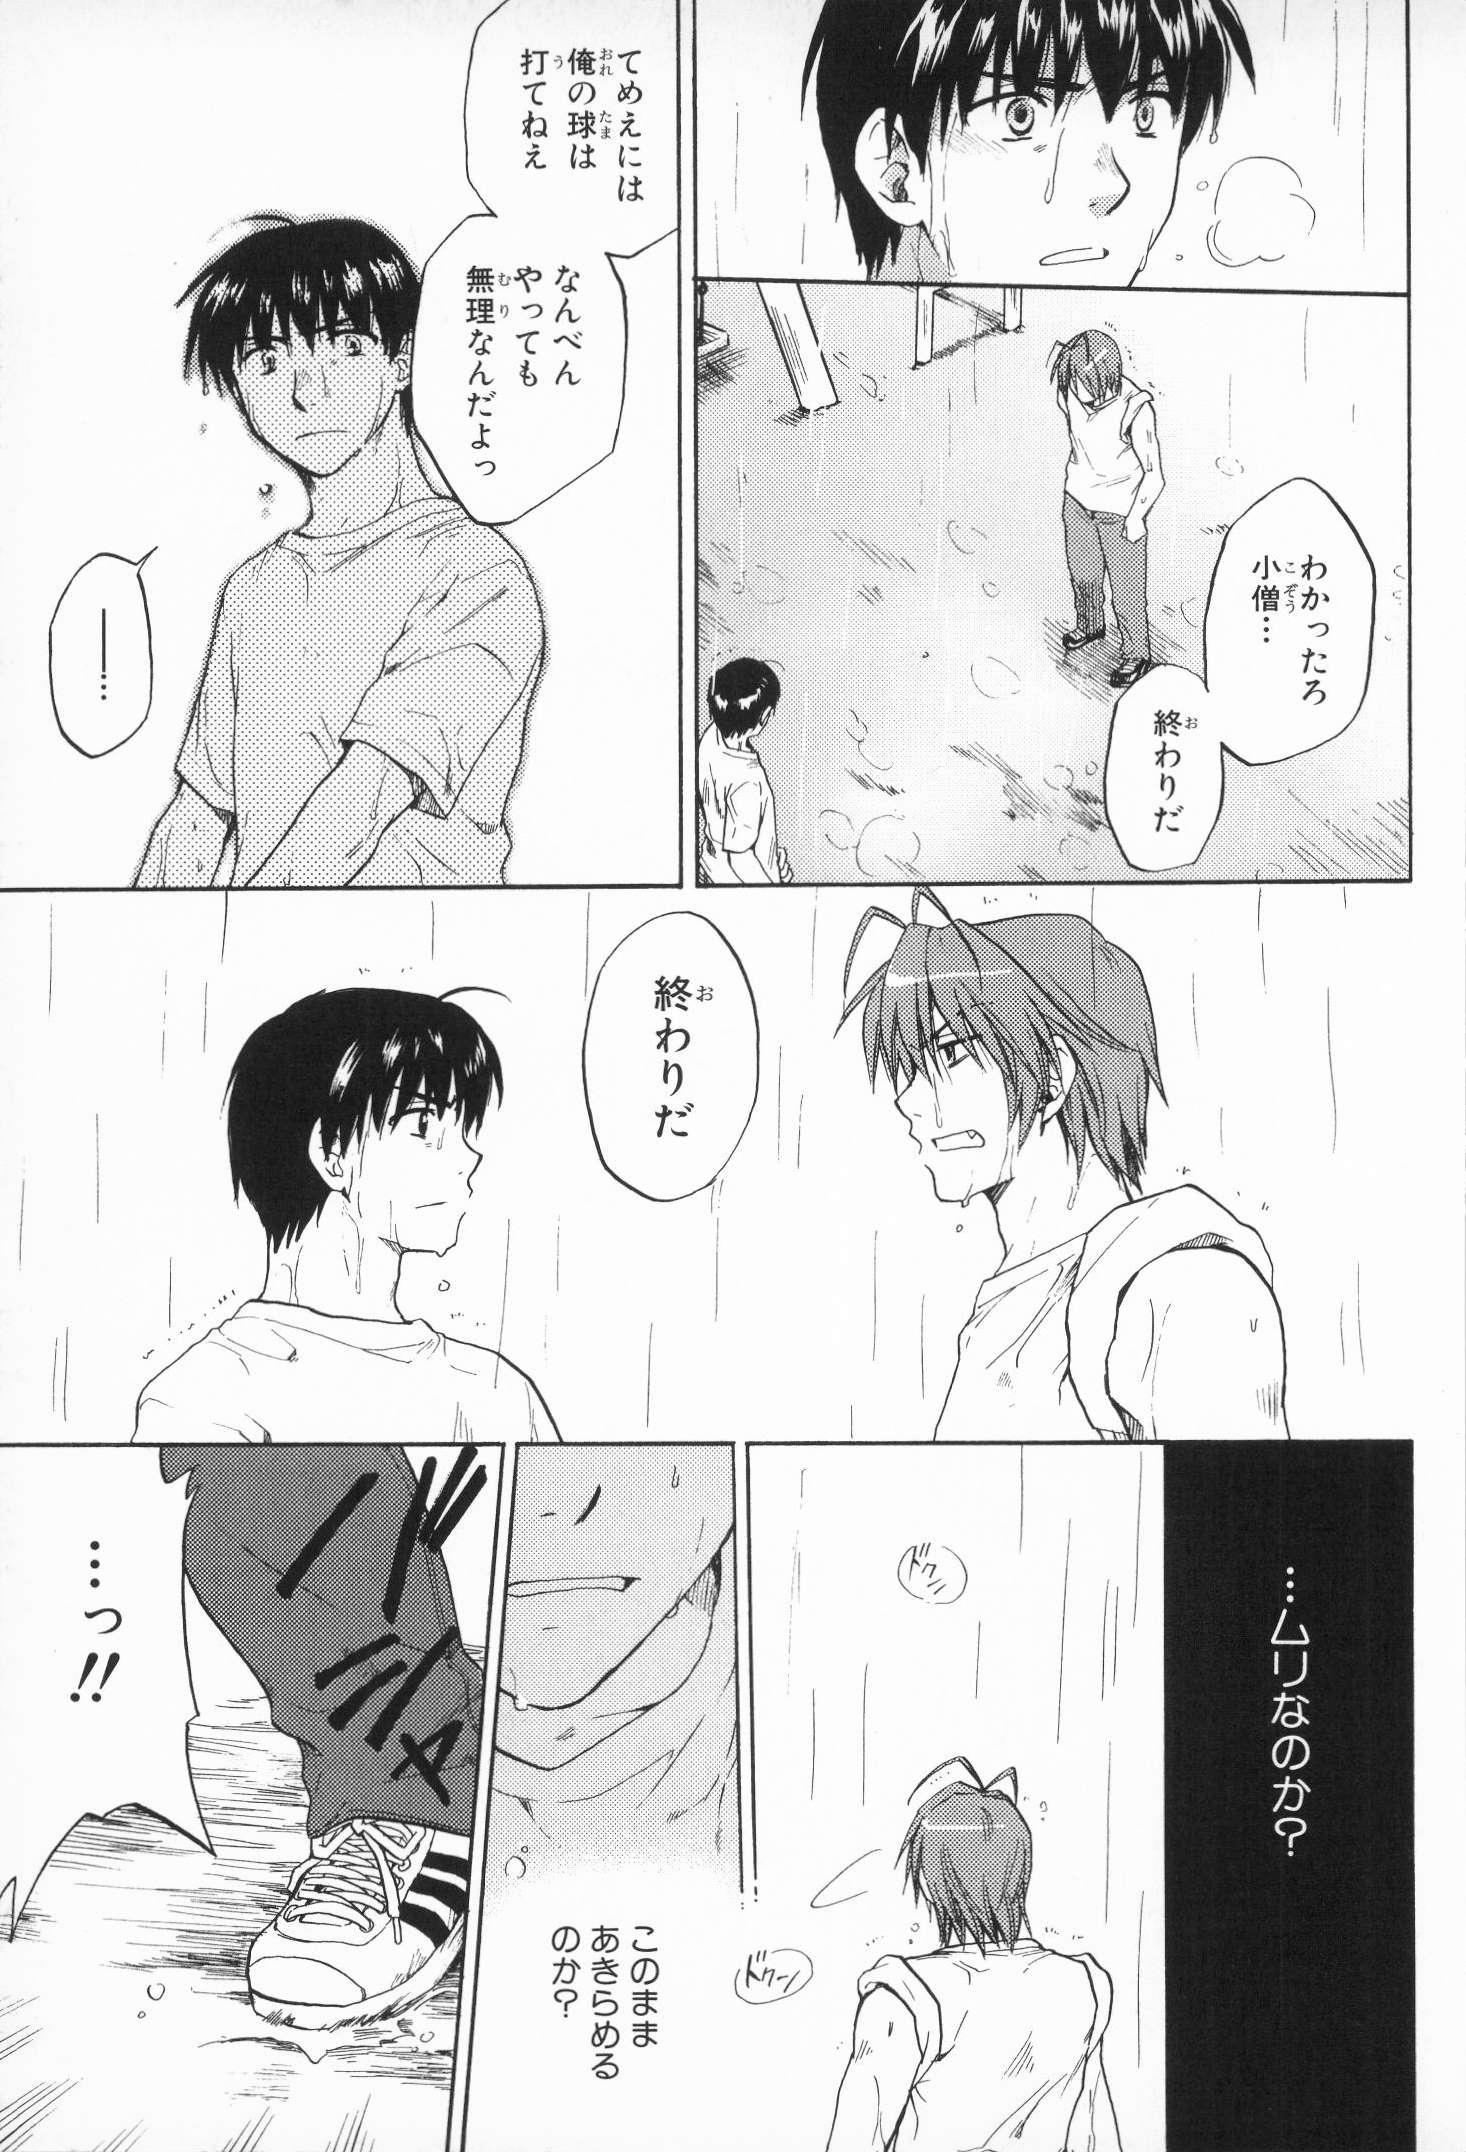 わかったろ
小僧…
終わりだ
てめえには
俺の球は
打てねえ
なんべん
やっても
無理なんだよっ
――…
終わりだ
…ムリなのか？
ドクン
ドクーン
このまま
あきらめる
のか？
バシャ
…っ!!